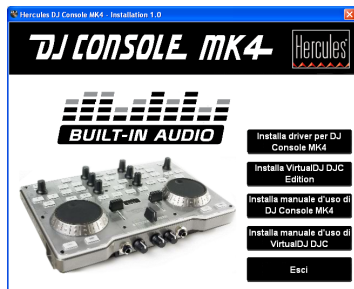 Hercules DJ Console MK4 - Installation 1.0
DJ CONSOLE MK4
Hercules
BUILT-IN AUDIO
Installa driver per DJ
Console MK4
Installa VirtualDJ DJC
Edition
Installa manuale d'uso di
DJ Console MK4
Installa manuale d'uso di
VirtualDJ DJC
Esci